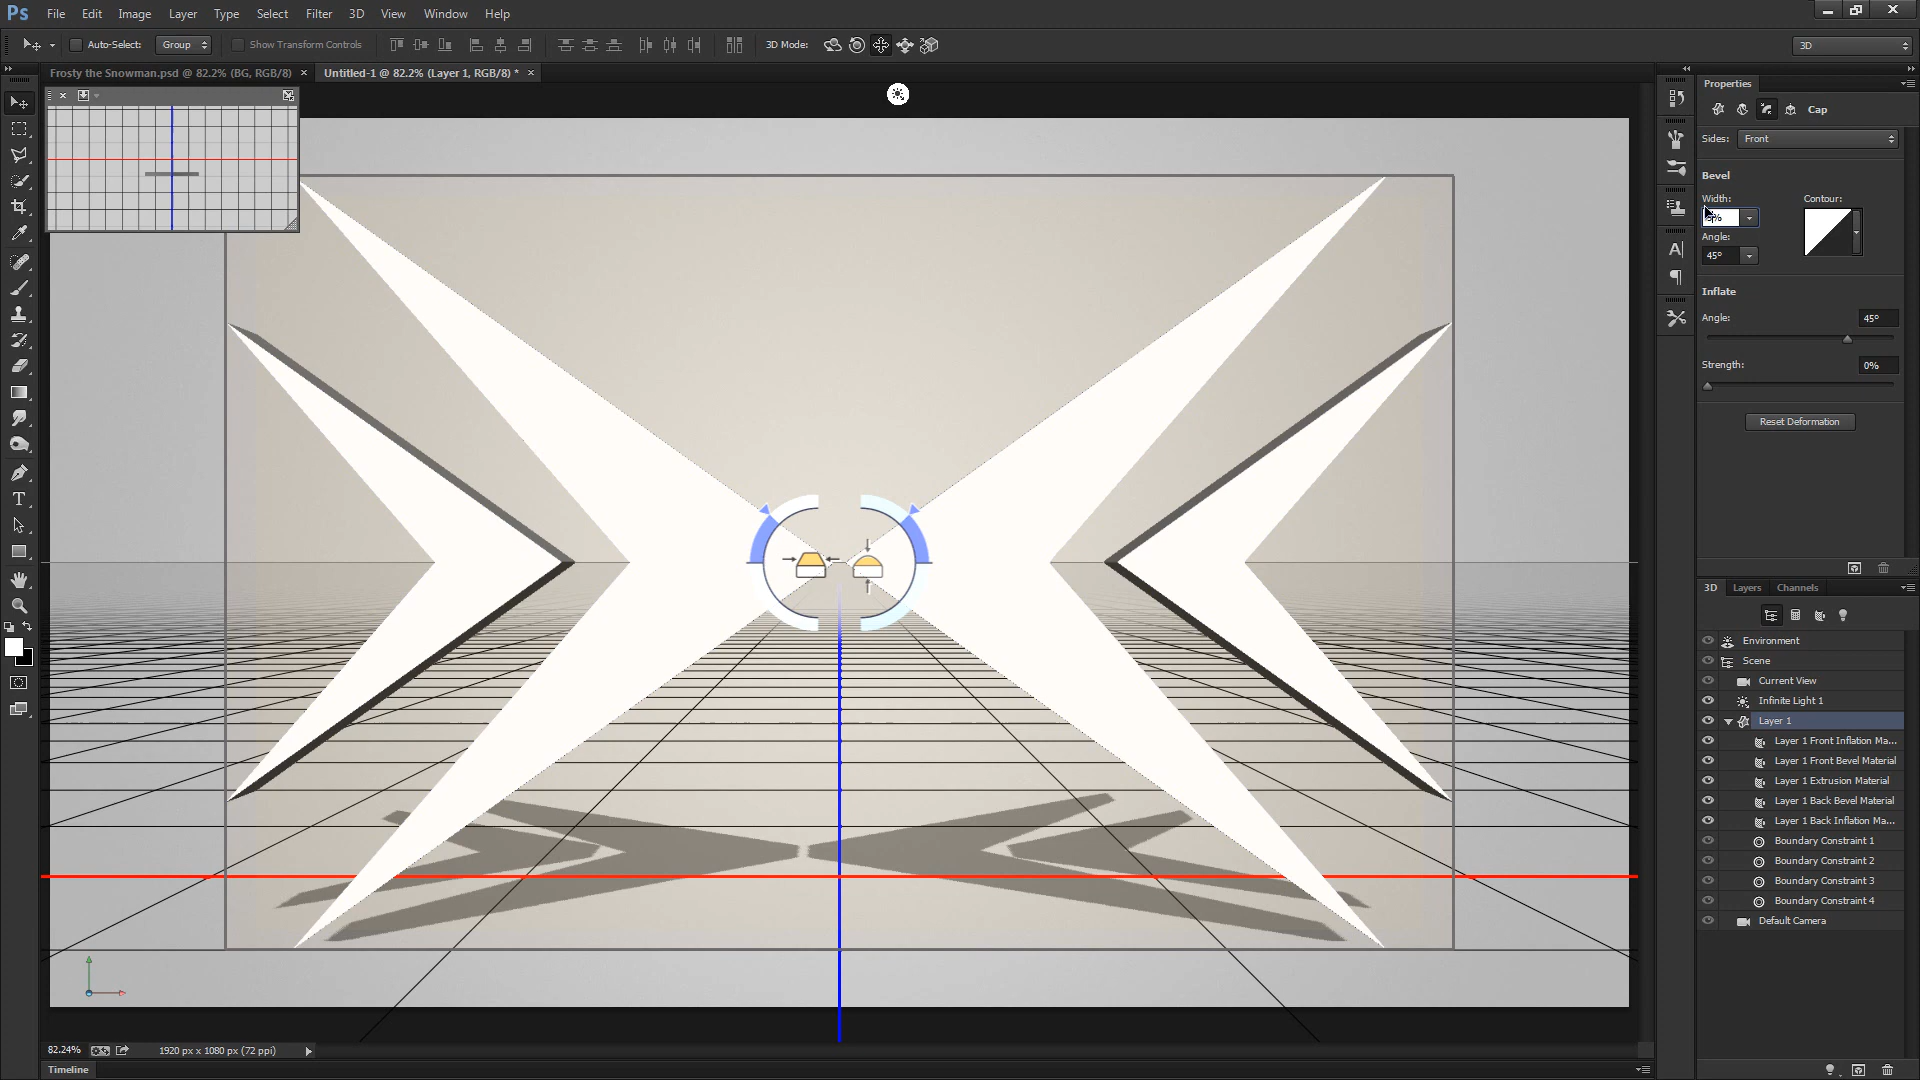 Ps File Edit Image Layer Type Select Filter 3D View Window Help
Auto-Select: Group Show Transform Controls 3D Mode: 3D
Frosty the Snowman.psd @ 82.2% (BG, RGB/8) × Untitled-1 @ 82.2% (Layer 1, RGB/8) * ×
Properties
Cap
Sides: Front
Bevel
Width: Contour:
Angle:
45°
Inflate
Angle: 45°
Strength: 0%
Reset Deformation
3D Layers Channels
Environment
Scene
Current View
Infinite Light 1
Layer 1
Layer 1 Front Inflation Ma...
Layer 1 Front Bevel Material
Layer 1 Extrusion Material
Layer 1 Back Bevel Material
Layer 1 Back Inflation Ma...
Boundary Constraint 1
Boundary Constraint 2
Boundary Constraint 3
Boundary Constraint 4
Default Camera
82.24% 1920 px x 1080 px (72 ppi)
Timeline